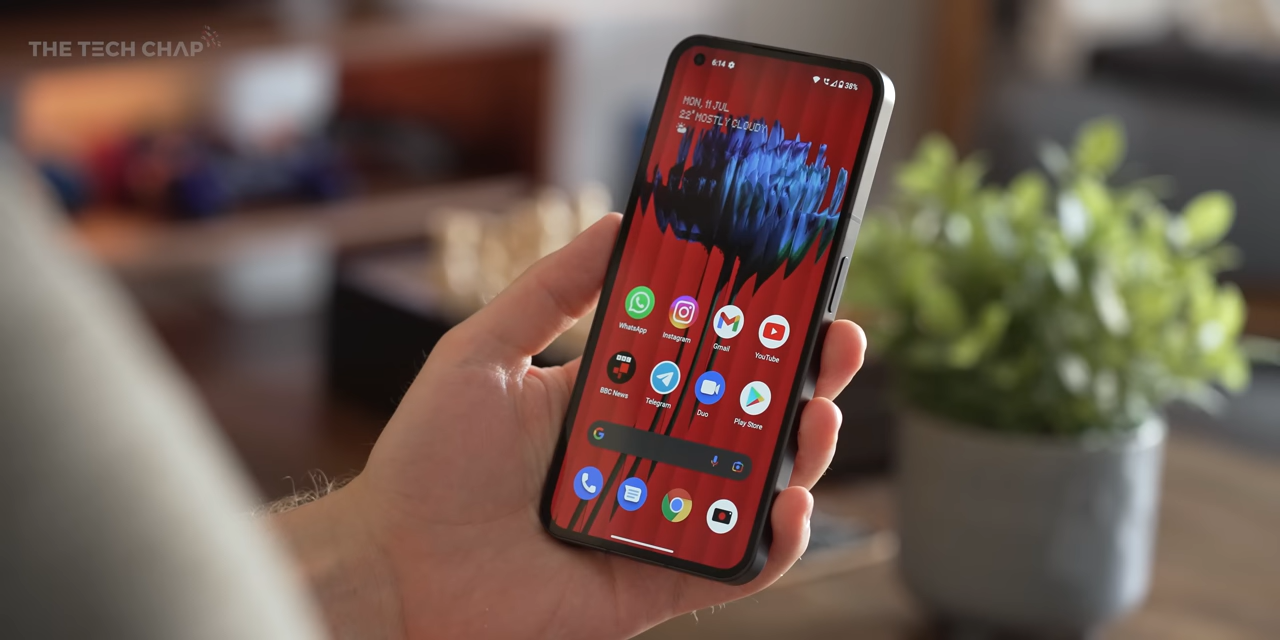 THE TECH CHAP
6:14
38%
MON, 11 JUL
22° MOSTLY CLOUDY
WhatsApp
Instagram
Gmail
YouTube
BBC News
Telegram
Duo
Play Store